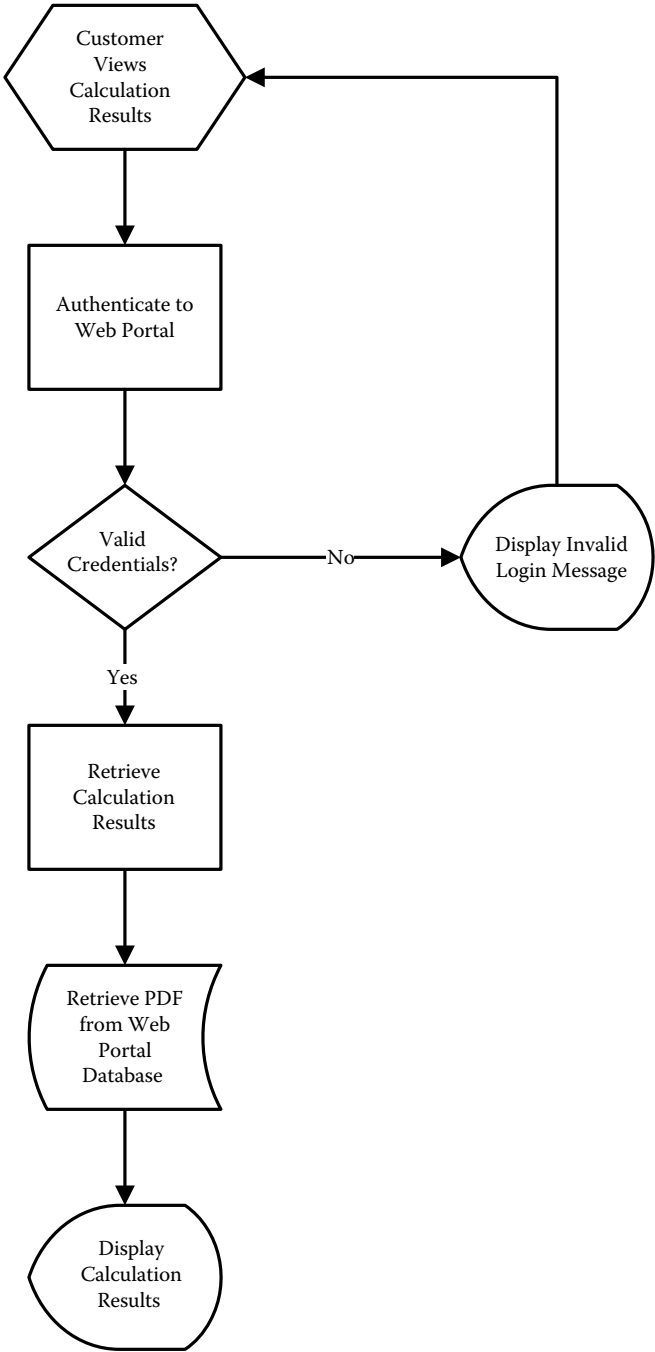 Customer
Views
Calculation
Results
Authenticate to
Web Portal
Valid
Credentials?
No
Display Invalid
Login Message
Yes
Retrieve
Calculation
Results
Retrieve PDF
from Web
Portal
Database
Display
Calculation
Results